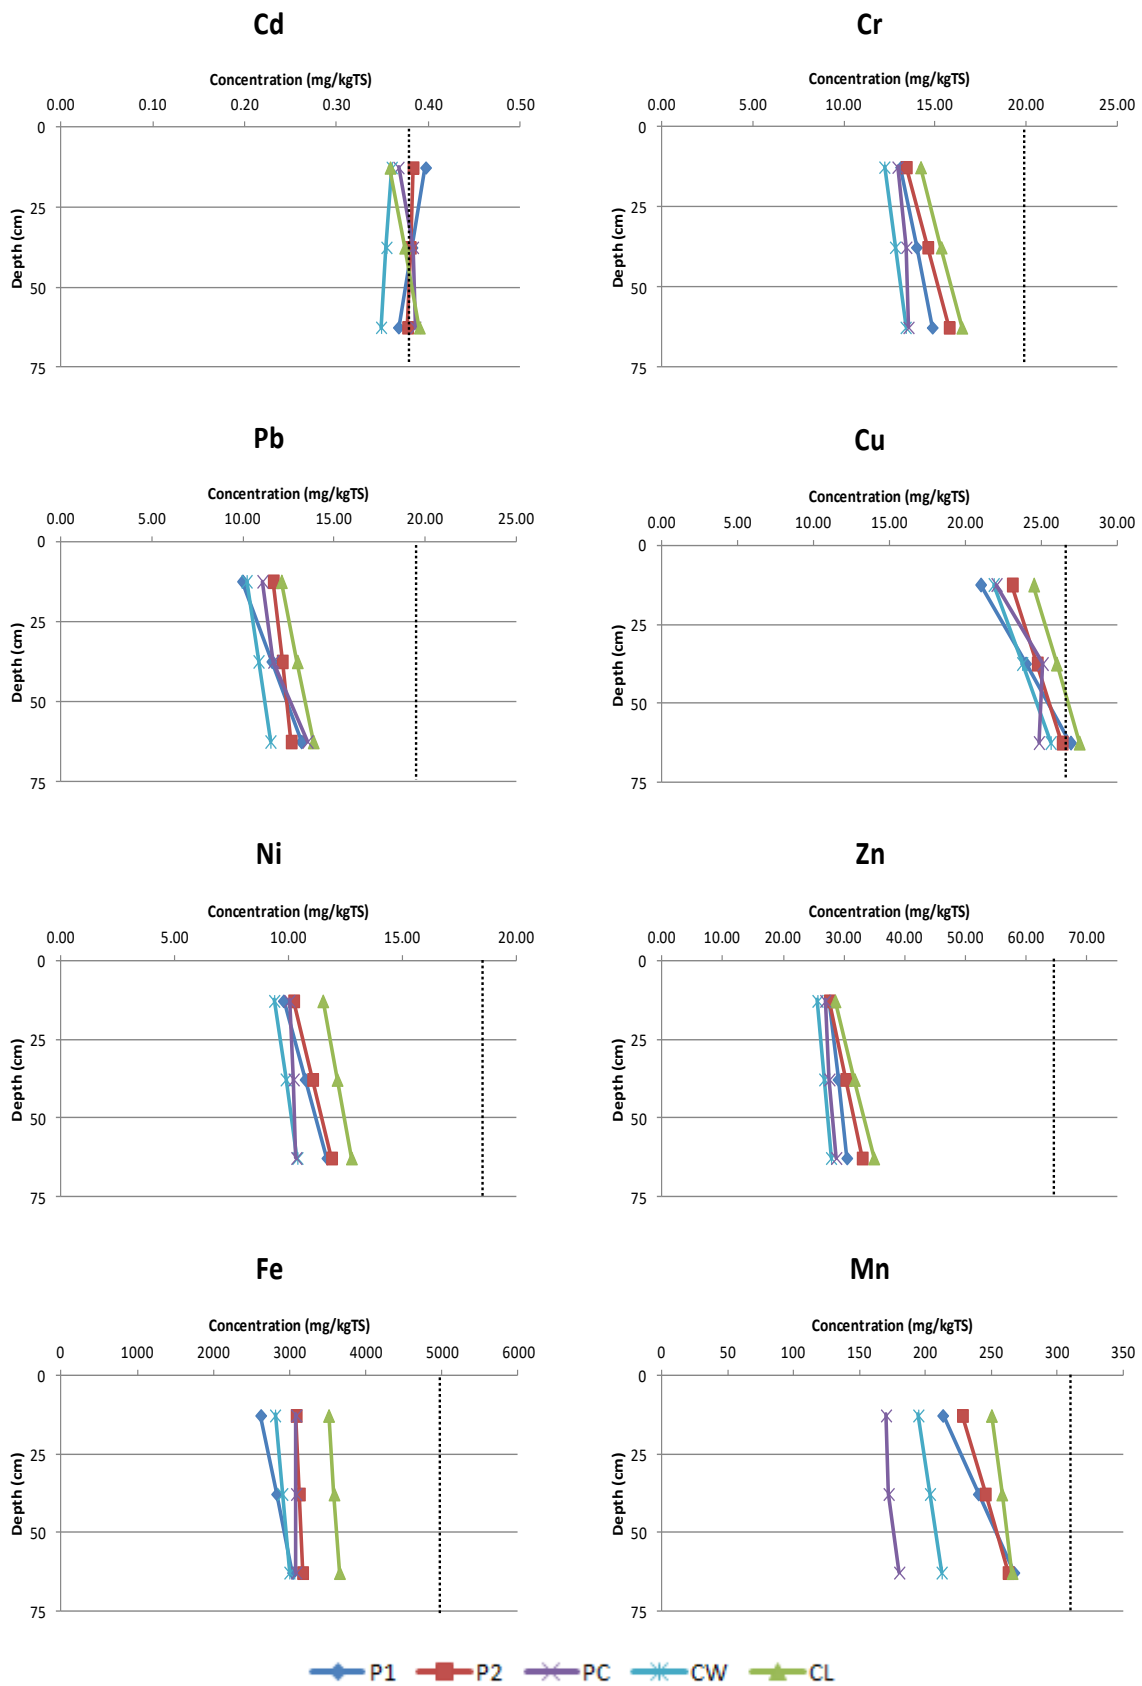 Cd
Concentration (mg/kgTS)
0.00 0.10 0.20 0.30 0.40 0.50
0
25
50
75
Depth (cm)
Cr
Concentration (mg/kgTS)
0.00 5.00 10.00 15.00 20.00 25.00
0
25
50
75
Depth (cm)
Pb
Concentration (mg/kgTS)
0.00 5.00 10.00 15.00 20.00 25.00
0
25
50
75
Depth (cm)
Cu
Concentration (mg/kgTS)
0.00 5.00 10.00 15.00 20.00 25.00 30.00
0
25
50
75
Depth (cm)
Ni
Concentration (mg/kgTS)
0.00 5.00 10.00 15.00 20.00
0
25
50
75
Depth (cm)
Zn
Concentration (mg/kgTS)
0.00 10.00 20.00 30.00 40.00 50.00 60.00 70.00
0
25
50
75
Depth (cm)
Fe
Concentration (mg/kgTS)
0 1000 2000 3000 4000 5000 6000
0
25
50
75
Depth (cm)
Mn
Concentration (mg/kgTS)
0 50 100 150 200 250 300 350
0
25
50
75
Depth (cm)
P1 P2 PC CW CL